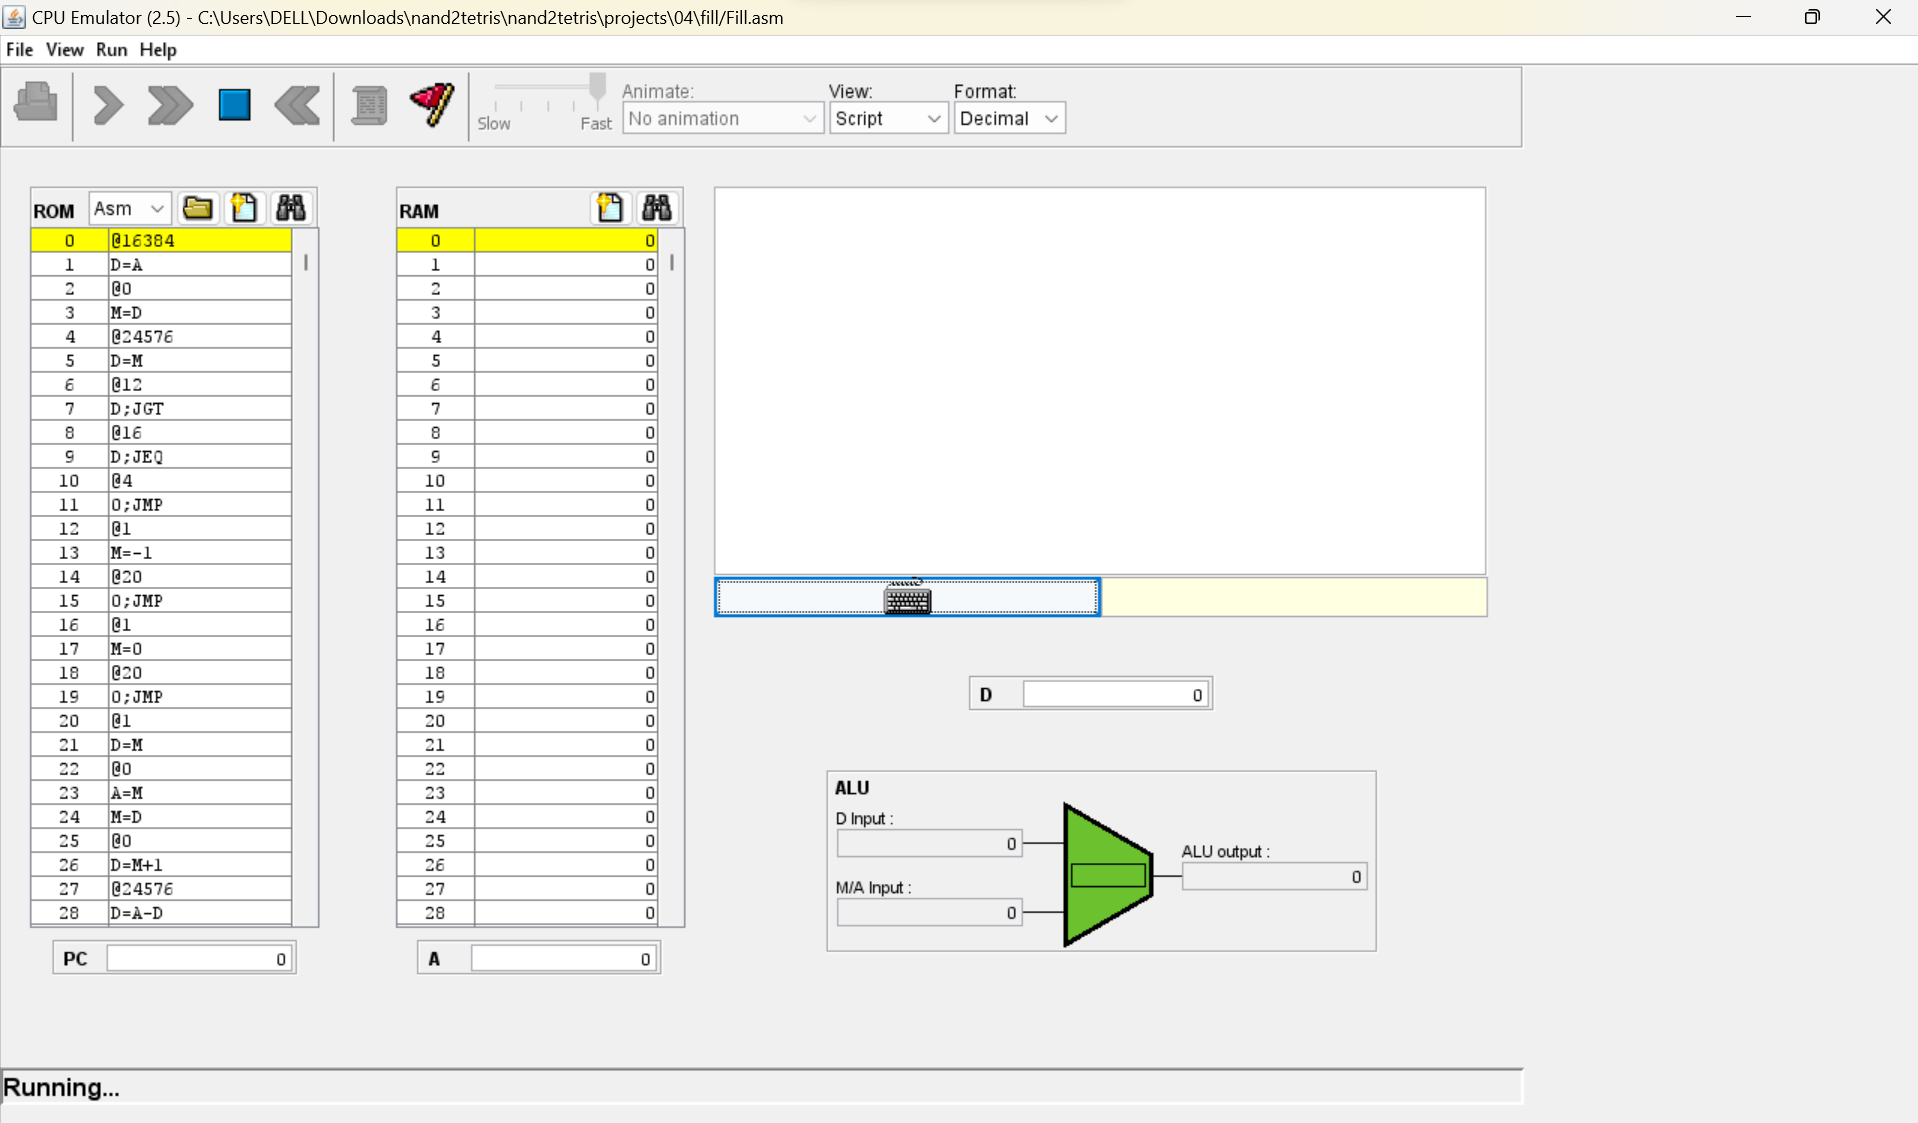 CPU Emulator (2.5) - C:\Users\DELL\Downloads\nand2tetris\nand2tetris\projects\04\fill/Fill.asm
File View Run Help
Slow Fast
Animate:
No animation
View:
Script
Format:
Decimal
ROM Asm
0 @16384
1 D=A
2 @0
3 M=D
4 @24576
5 D=M
6 @12
7 D;JGT
8 @16
9 D;JEQ
10 @4
11 0;JMP
12 @1
13 M=-1
14 @20
15 0;JMP
16 @1
17 M=0
18 @20
19 0;JMP
20 @1
21 D=M
22 @0
23 A=M
24 M=D
25 @0
26 D=M+1
27 @24576
28 D=A-D
PC 0
RAM
0 0
1 0
2 0
3 0
4 0
5 0
6 0
7 0
8 0
9 0
10 0
11 0
12 0
13 0
14 0
15 0
16 0
17 0
18 0
19 0
20 0
21 0
22 0
23 0
24 0
25 0
26 0
27 0
28 0
A 0
D 0
ALU
D Input :
0
M/A Input :
0
ALU output :
0
Running...